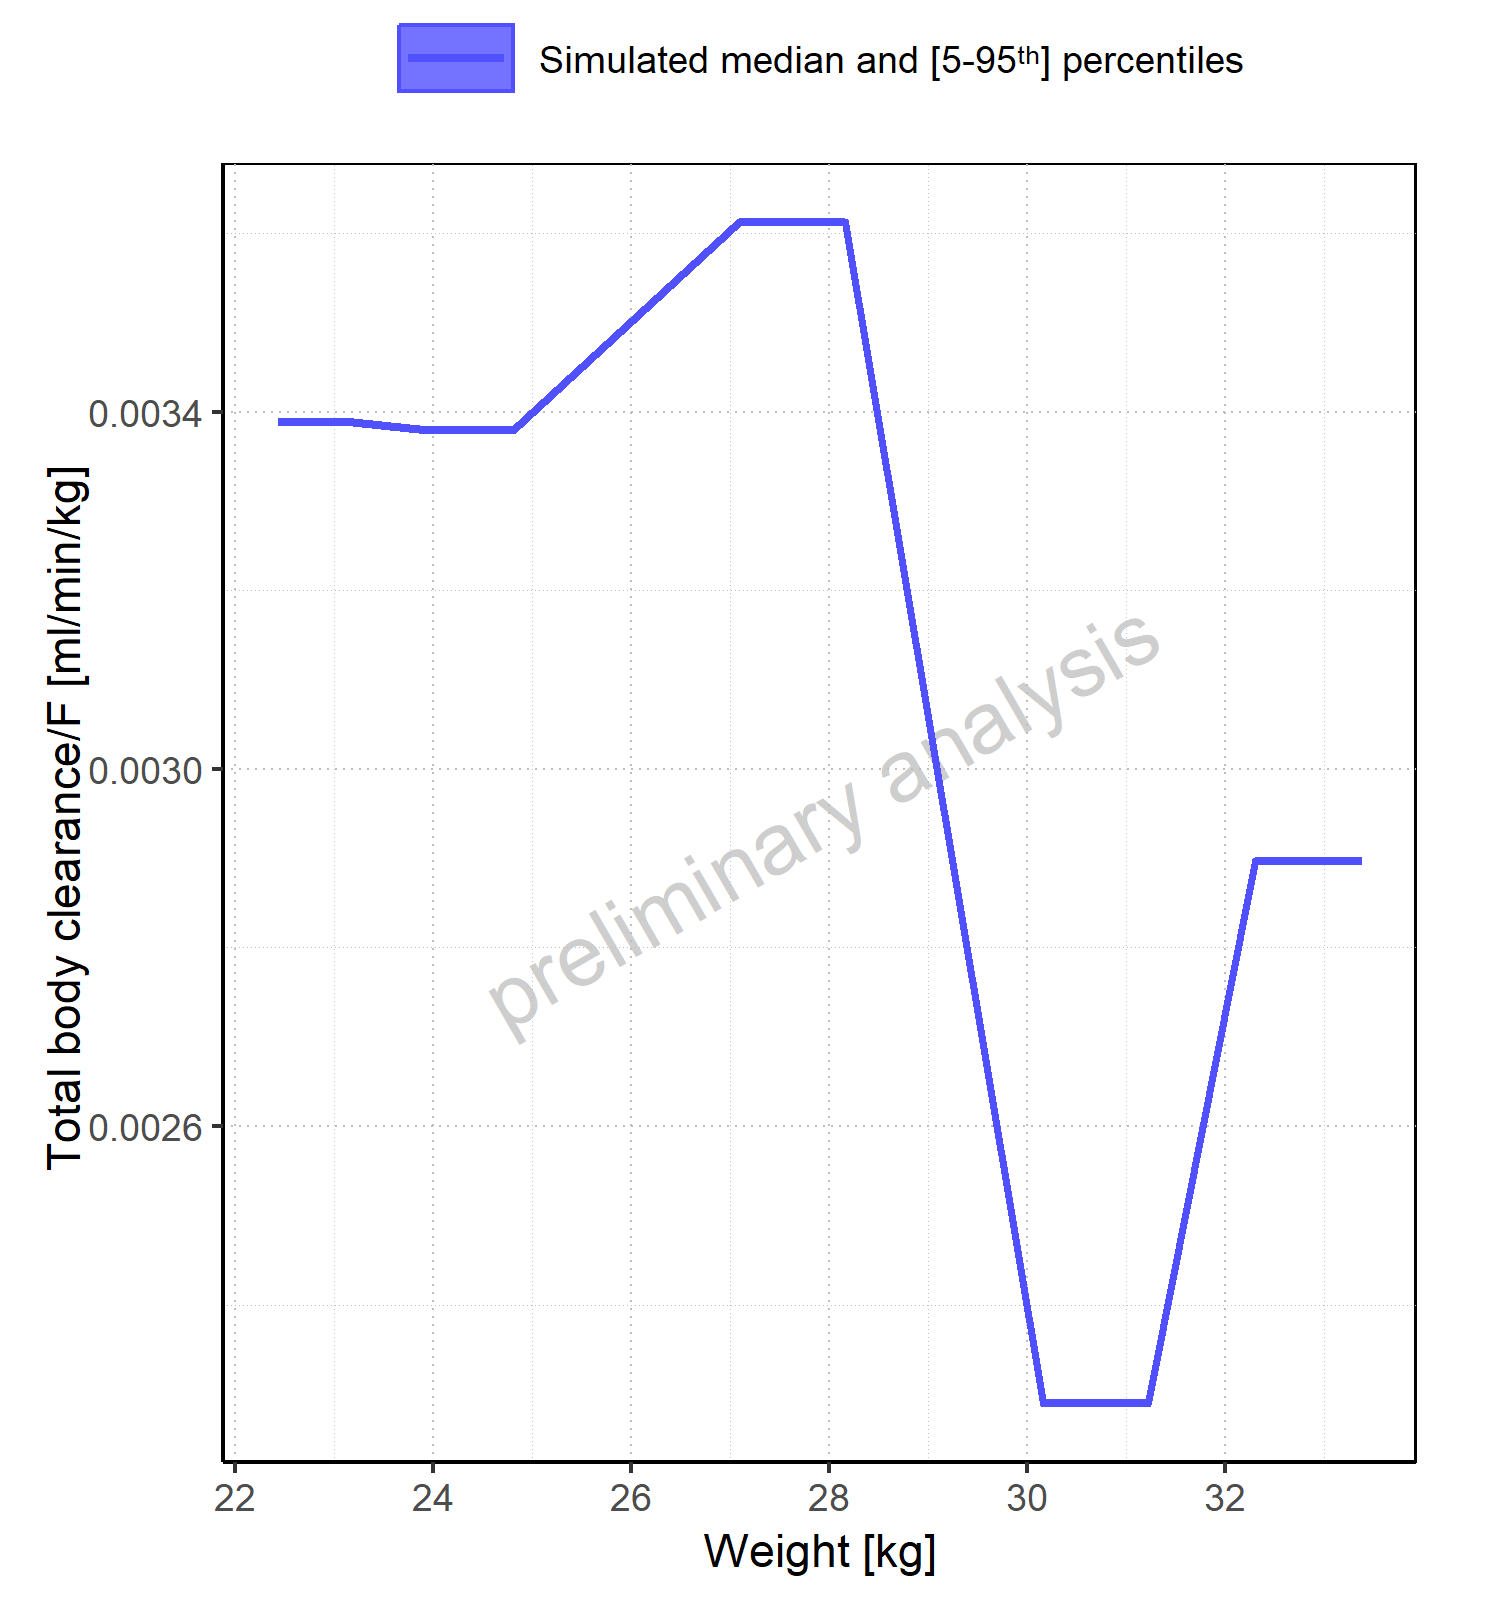 Simulated median and [5-95th] percentiles
Total body clearance/F [ml/min/kg]
0.0034
0.0030
0.0026
preliminary analysis
22 24 26 28 30 32
Weight [kg]